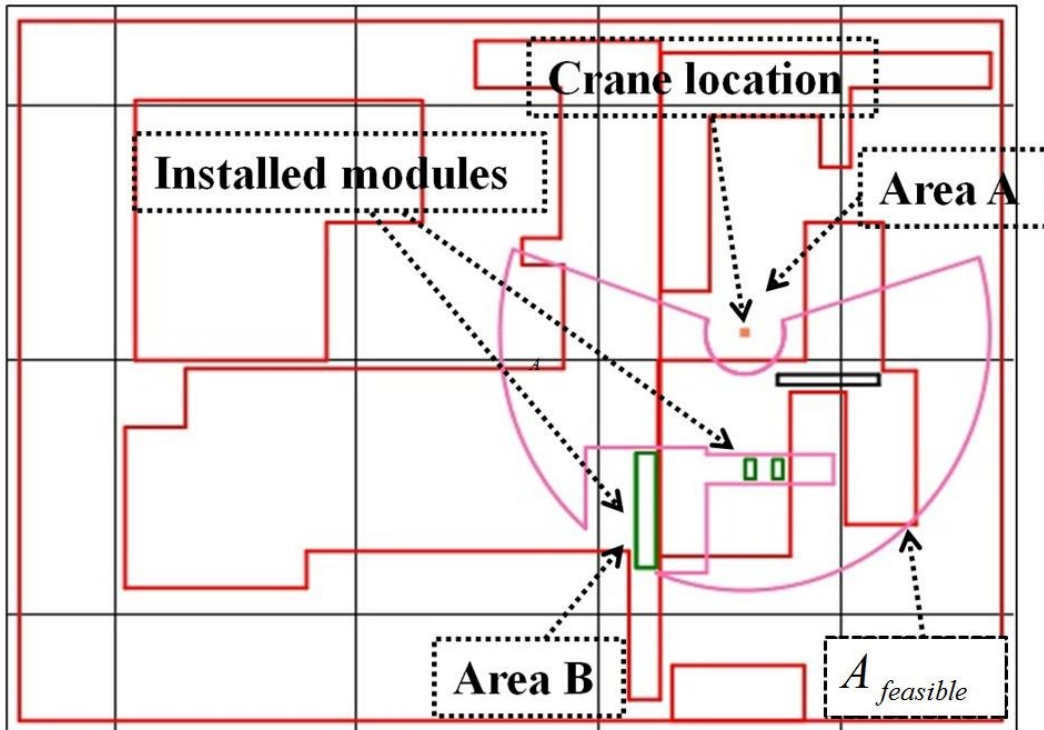 Crane location
Installed modules
Area A
A
Area B
A feasible